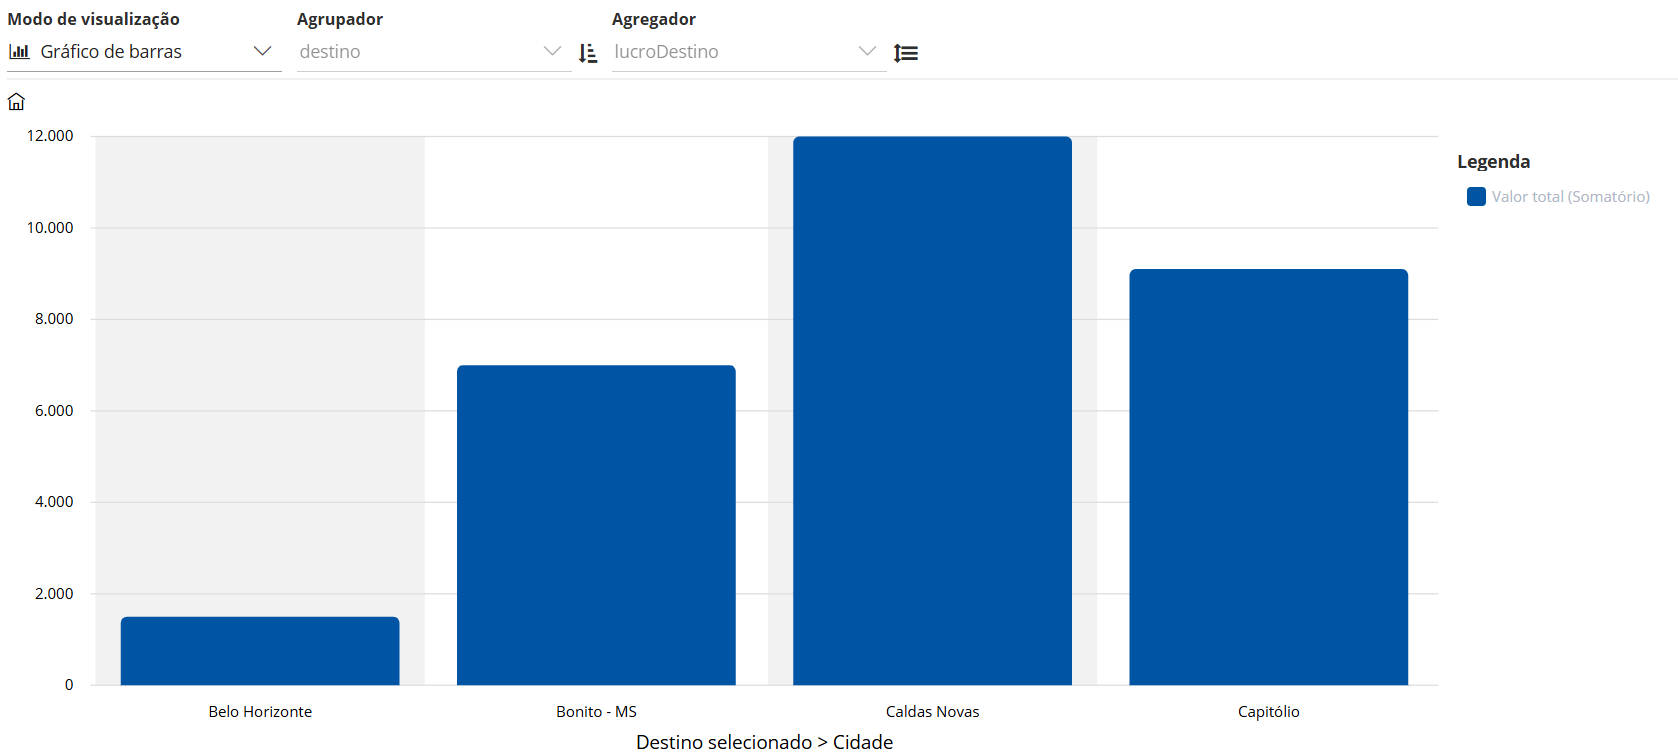 Modo de visualização
Agrupador
Agregador
Gráfico de barras
destino
lucroDestino
12.000
10.000
8.000
6.000
4.000
2.000
0
Belo Horizonte
Bonito - MS
Caldas Novas
Capitólio
Destino selecionado > Cidade
Legenda
Valor total (Somatório)